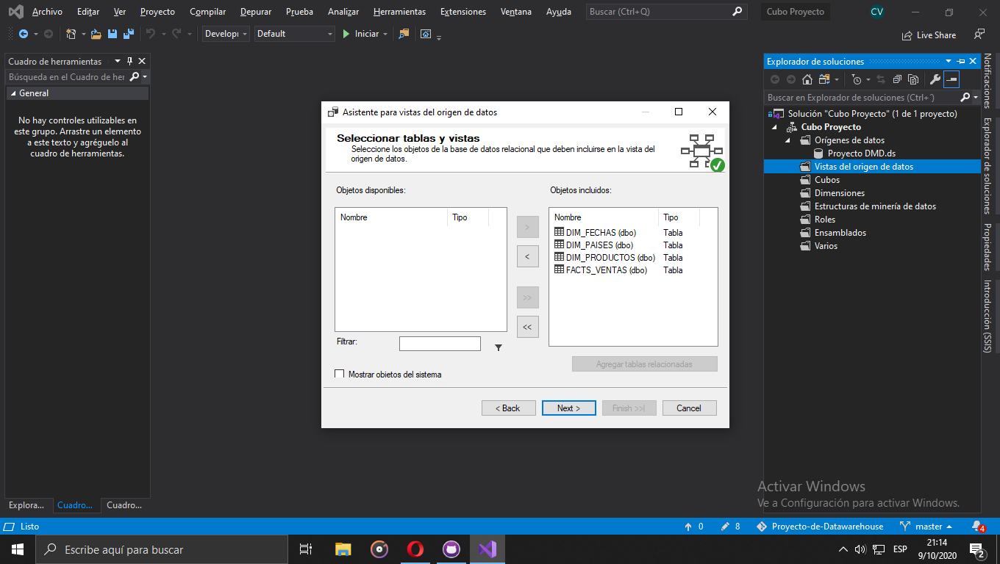 Archivo Editar Ver Proyecto Compilar Depurar Prueba Analizar Herramientas Extensiones Ventana Ayuda Buscar (Ctrl+Q) Cubo Proyecto CV
Developi Default Iniciar Live Share
Cuadro de herramientas
Búsqueda en el Cuadro de her
General
No hay controles utilizables en
este grupo. Arrastre un elemento
a este texto y agréguelo al
cuadro de herramientas.
Explora... Cuadro... Cuadro...
Asistente para vistas del origen de datos
Seleccionar tablas y vistas
Seleccione los objetos de la base de datos relacional que deben incluirse en la vista del
origen de datos.
Objetos disponibles:
Nombre Tipo
>
<
>>
<<
Objetos incluidos:
Nombre Tipo
DIM_FECHAS (dbo) Tabla
DIM_PAISES (dbo) Tabla
DIM_PRODUCTOS (dbo) Tabla
FACTS_VENTAS (dbo) Tabla
Filtrar:
Agregar tablas relacionadas
Mostrar objetos del sistema
< Back Next > Finish >>| Cancel
Explorador de soluciones
Buscar en Explorador de soluciones (Ctrl+´)
Solución "Cubo Proyecto" (1 de 1 proyecto)
Cubo Proyecto
Orígenes de datos
Proyecto DMD.ds
Vistas del origen de datos
Cubos
Dimensiones
Estructuras de minería de datos
Roles
Ensamblados
Varios
Notificaciones
Explorador de soluciones
Propiedades
Introducción (SSIS)
Activar Windows
Ve a Configuración para activar Windows.
Listo 0 8 Proyecto-de-Datawarehouse master 4
Escribe aquí para buscar ESP 21:14
9/10/2020 2